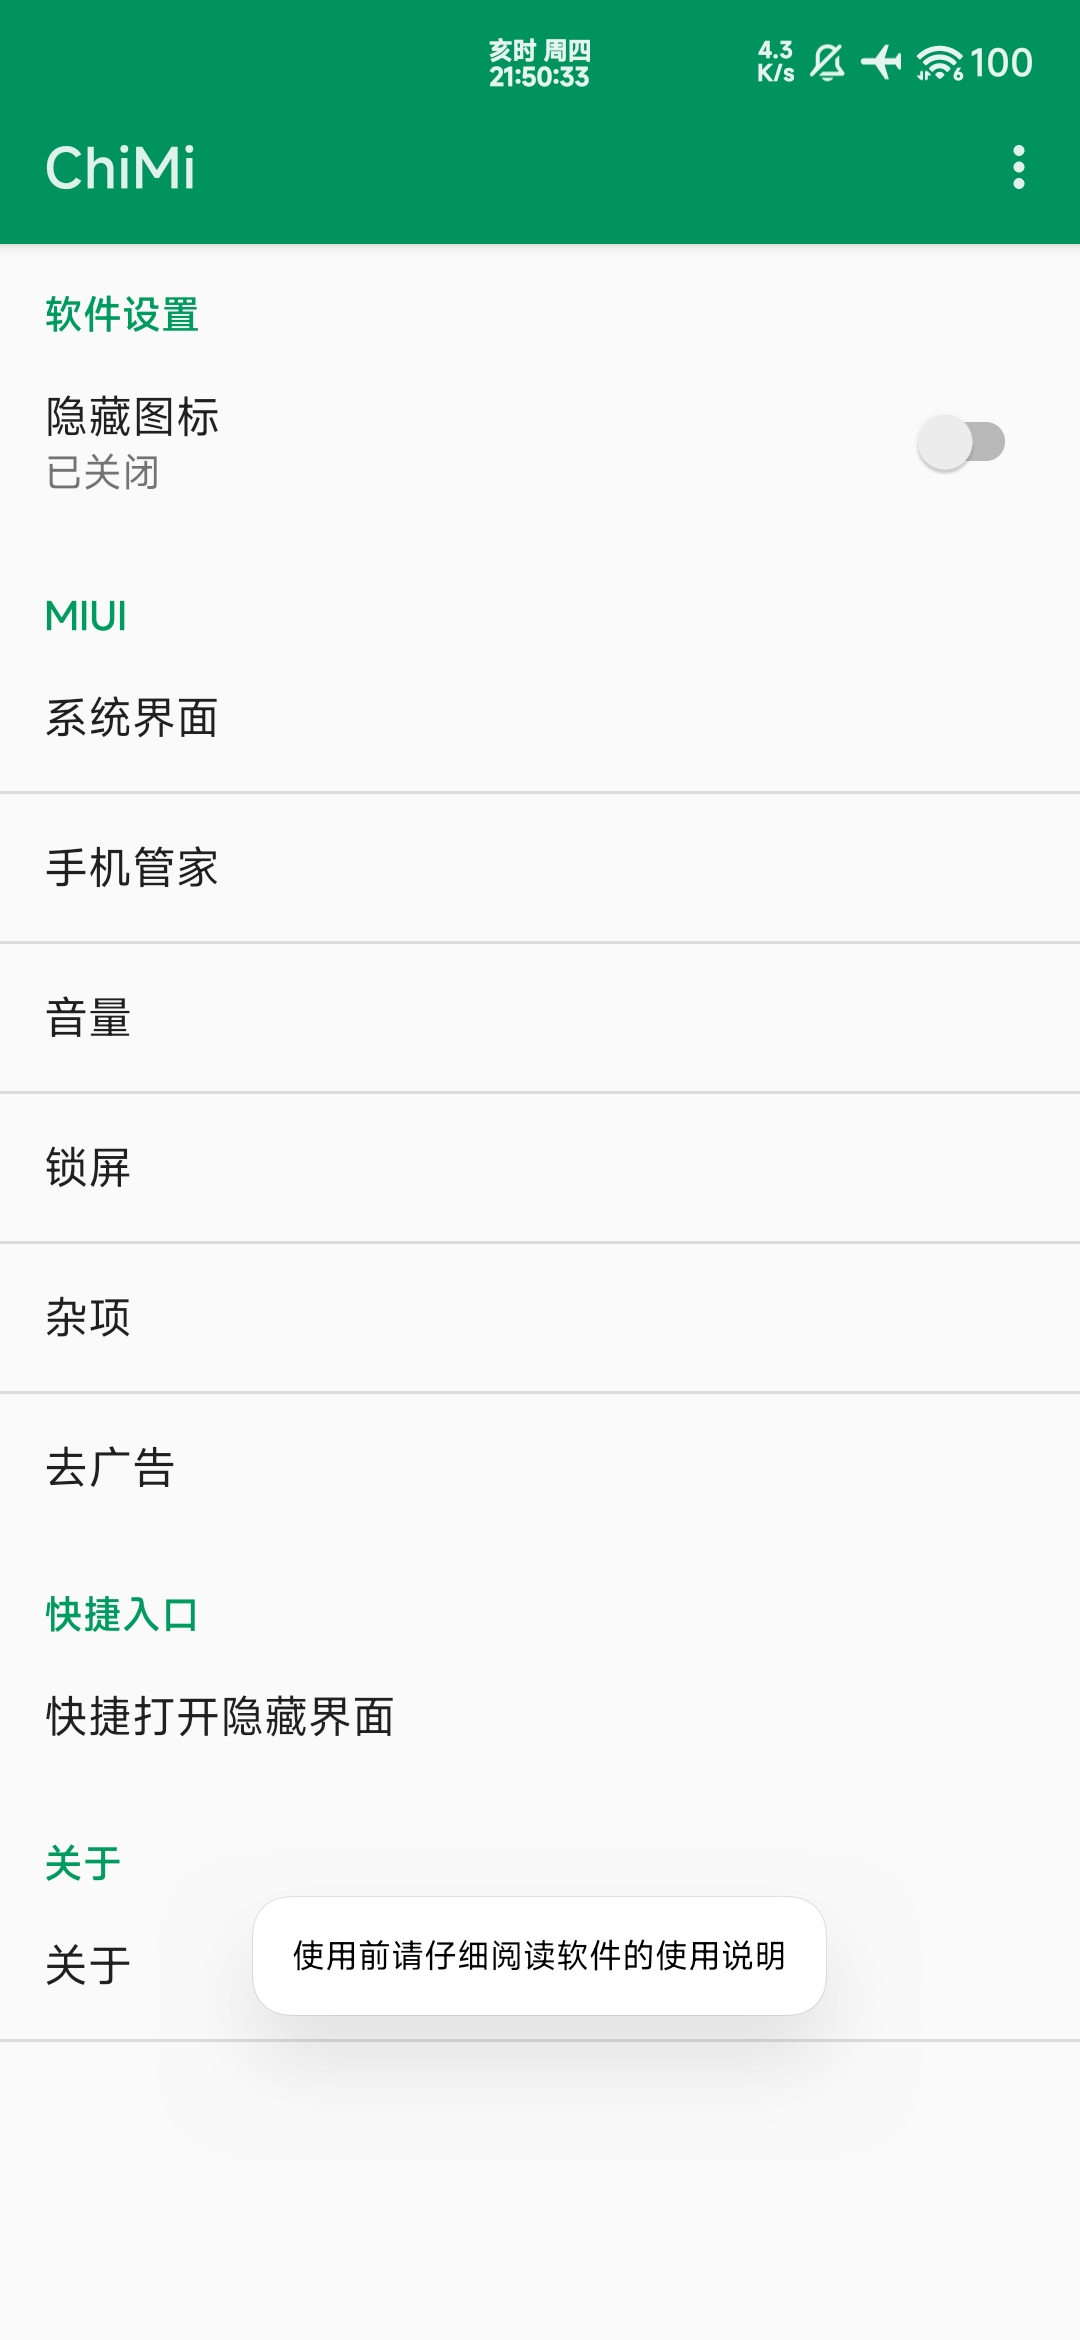 亥时 周四
21:50:33
4.3
K/s
6
100
ChiMi
软件设置
隐藏图标
已关闭
MIUI
系统界面
手机管家
音量
锁屏
杂项
去广告
快捷入口
快捷打开隐藏界面
关于
关于
使用前请仔细阅读软件的使用说明